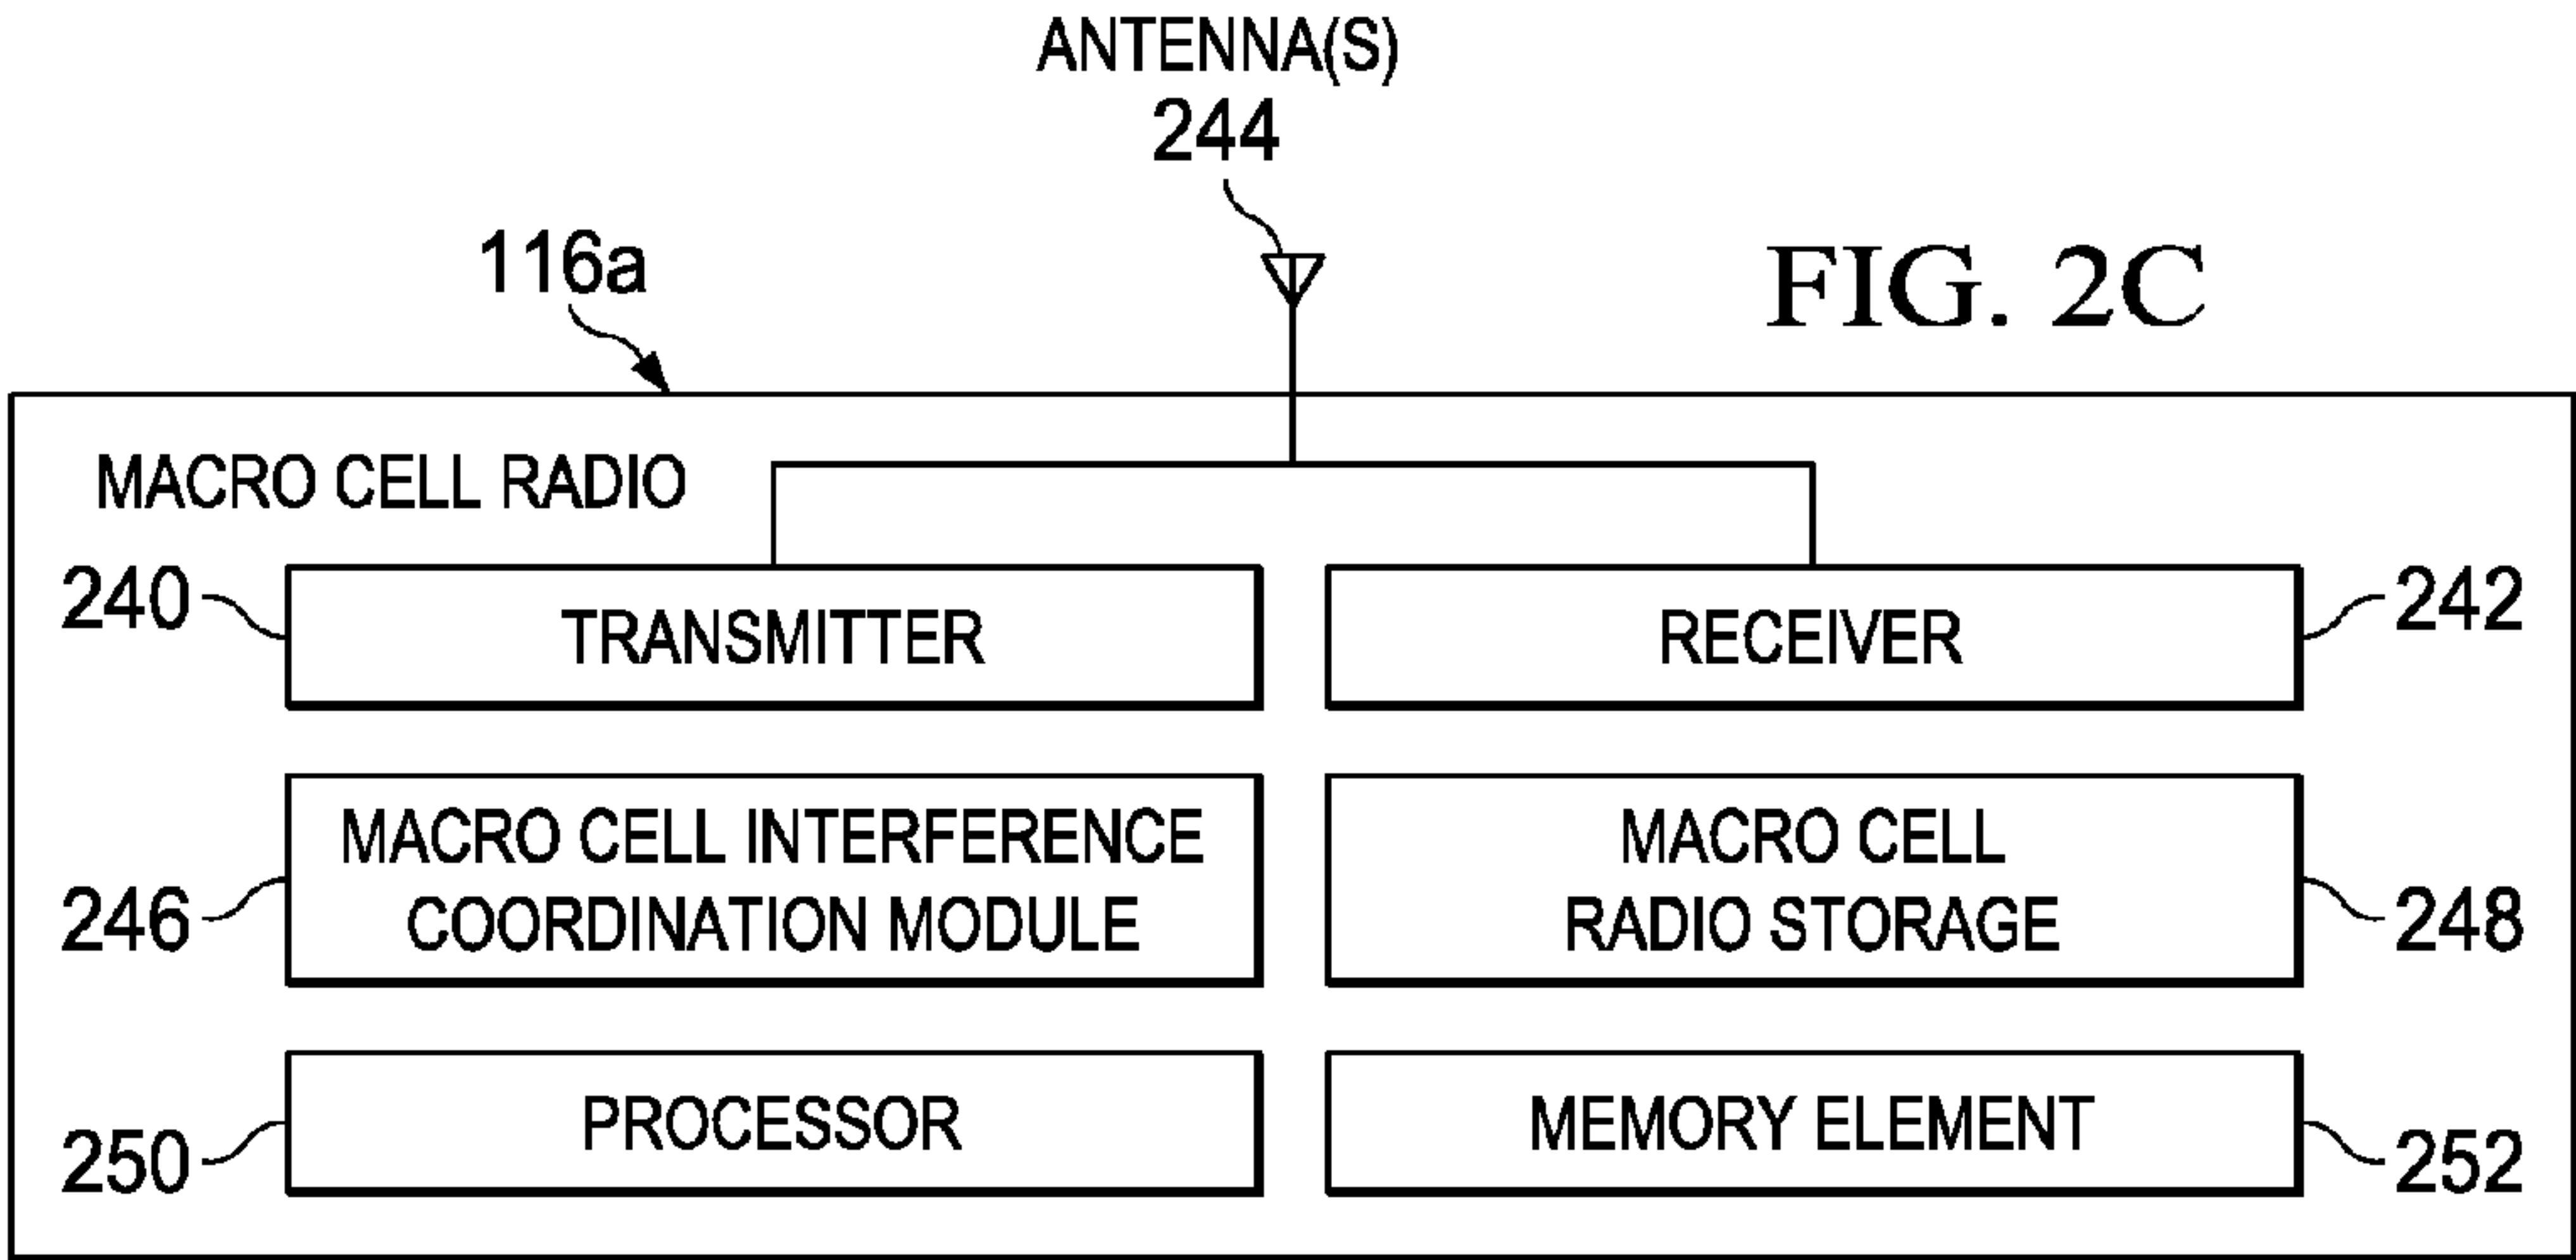 ANTENNA(S)
244
116a
FIG. 2C
MACRO CELL RADIO
240
TRANSMITTER
RECEIVER
242
246
MACRO CELL INTERFERENCE
COORDINATION MODULE
MACRO CELL
RADIO STORAGE
248
250
PROCESSOR
MEMORY ELEMENT
252